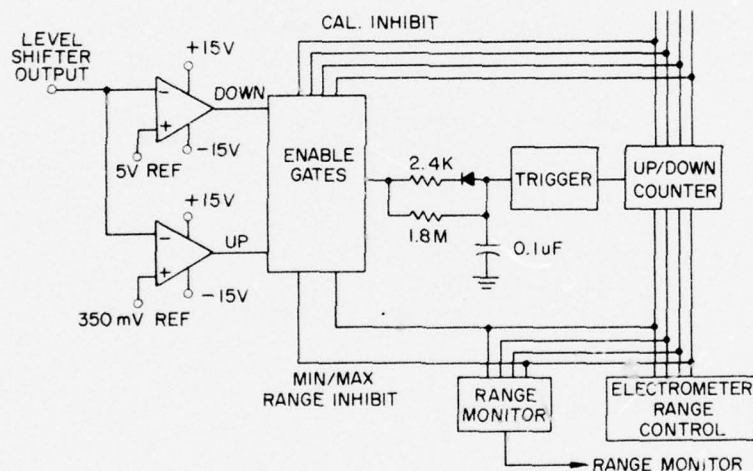 CAL. INHIBIT
LEVEL
SHIFTER
OUTPUT
+15V
DOWN
-15V
5V REF
ENABLE
GATES
2.4K
1.8M
0.1uF
TRIGGER
UP/DOWN
COUNTER
+15V
UP
-15V
350 mV REF
MIN/MAX
RANGE INHIBIT
RANGE
MONITOR
ELECTROMETER
RANGE
CONTROL
RANGE MONITOR